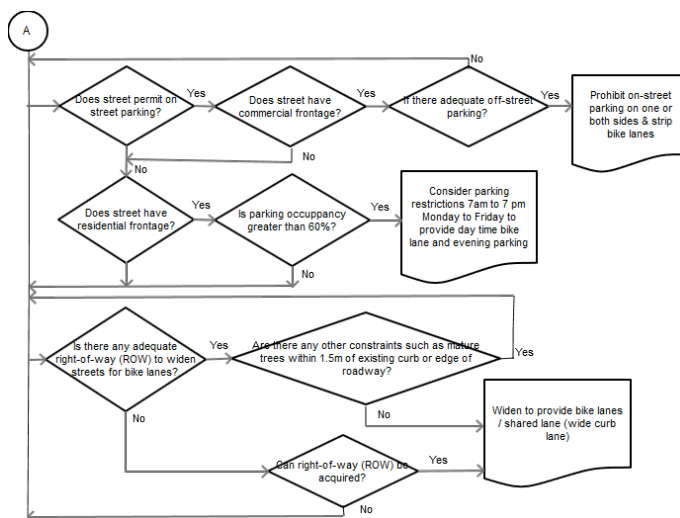 A
No
Does street permit on
street parking?
Yes
Does street have
commercial frontage?
Yes
If there adequate off-street
parking?
Yes
Prohibit on-street
parking on one or
both sides & strip
bike lanes
No
No
Does street have
residential frontage?
Yes
Is parking occuppancy
greater than 60%?
Yes
Consider parking
restrictions 7am to 7 pm
Monday to Friday to
provide day time bike
lane and evening parking
No
Is there any adequate
right-of-way (ROW) to widen
streets for bike lanes?
Yes
Are there any other constraints such as mature
trees within 1.5m of existing curb or edge of
roadway?
Yes
No
No
Widen to provide bike lanes
/ shared lane (wide curb
lane)
Can right-of-way (ROW) be
acquired?
Yes
No